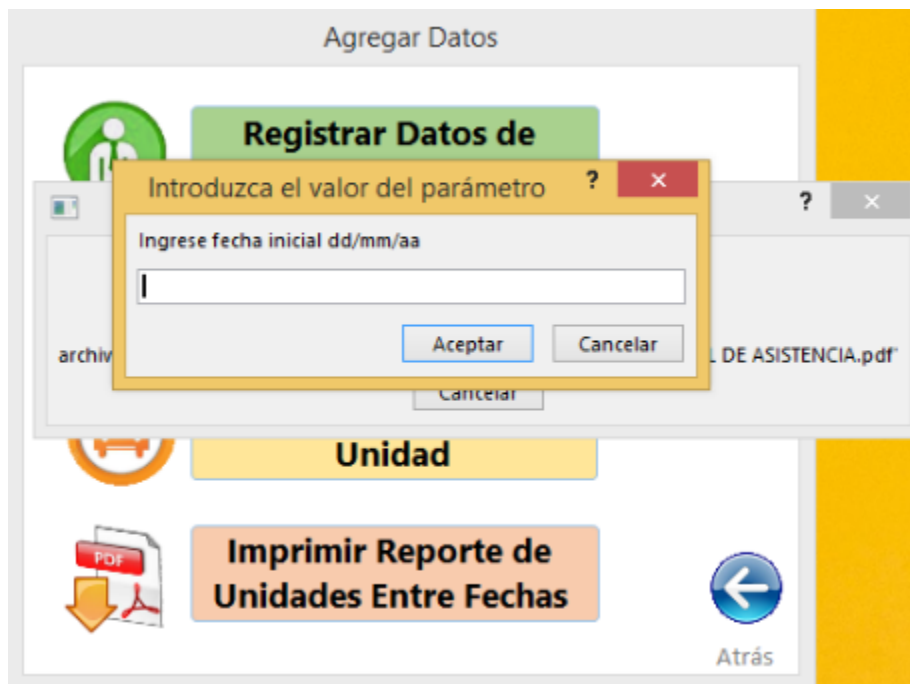 Agregar Datos
Registrar Datos de
Introduzca el valor del parámetro ? ×
? ×
Ingrese fecha inicial dd/mm/aa
Aceptar Cancelar
DE ASISTENCIA.pdf'
Cancelar
Unidad
PDF
Imprimir Reporte de
Unidades Entre Fechas
Atrás